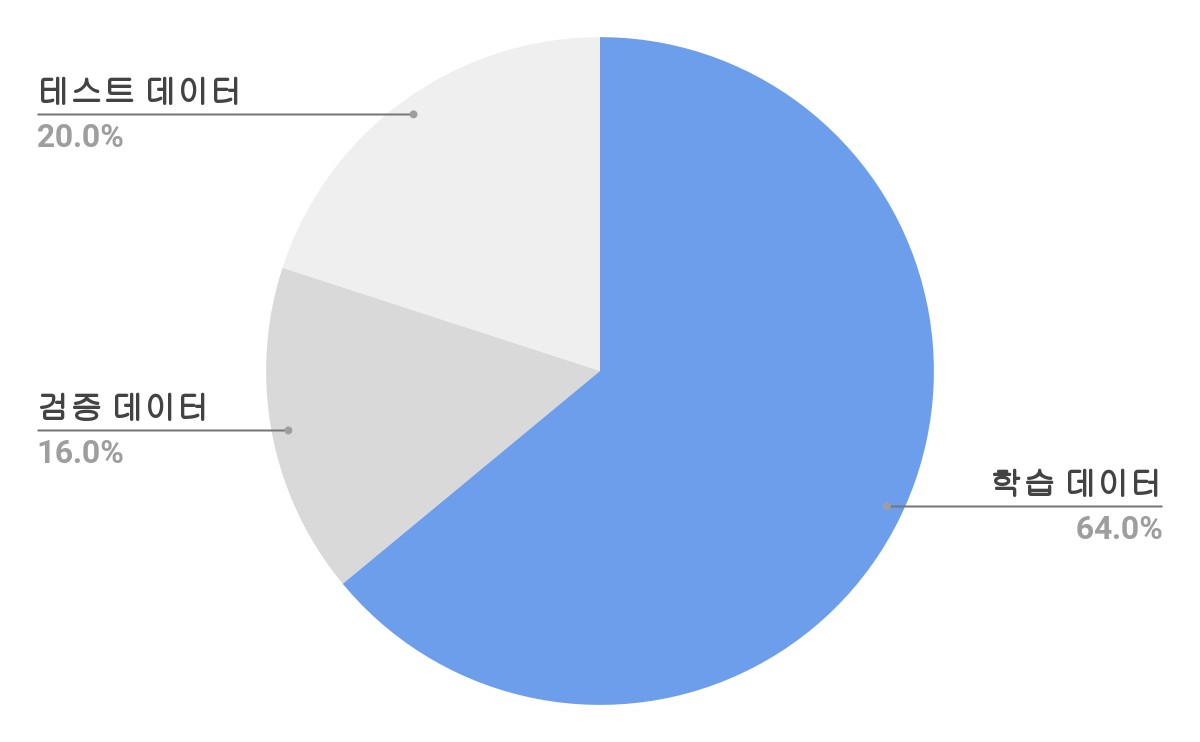 테스트 데이터
20.0%
검증 데이터
16.0%
학습 데이터
64.0%